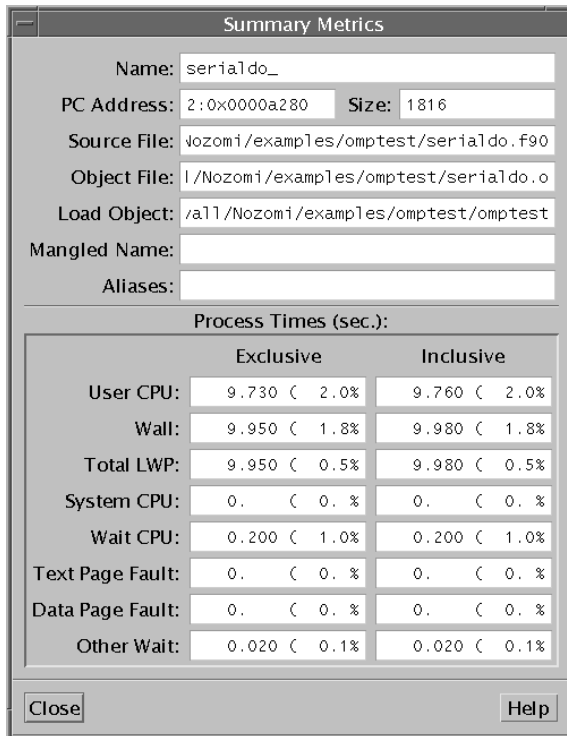 Summary Metrics
Name: serialdo_
PC Address: 2:0x0000a280 Size: 1816
Source File: Nozomi/examples/omptest/serialdo.f90
Object File: l/Nozomi/examples/omptest/serialdo.o
Load Object: /all/Nozomi/examples/omptest/omptest
Mangled Name:
Aliases:
Process Times (sec.):
Exclusive Inclusive
User CPU: 9.730 ( 2.0% 9.760 ( 2.0%
Wall: 9.950 ( 1.8% 9.980 ( 1.8%
Total LWP: 9.950 ( 0.5% 9.980 ( 0.5%
System CPU: 0. ( 0. % 0. ( 0. %
Wait CPU: 0.200 ( 1.0% 0.200 ( 1.0%
Text Page Fault: 0. ( 0. % 0. ( 0. %
Data Page Fault: 0. ( 0. % 0. ( 0. %
Other Wait: 0.020 ( 0.1% 0.020 ( 0.1%
Close Help